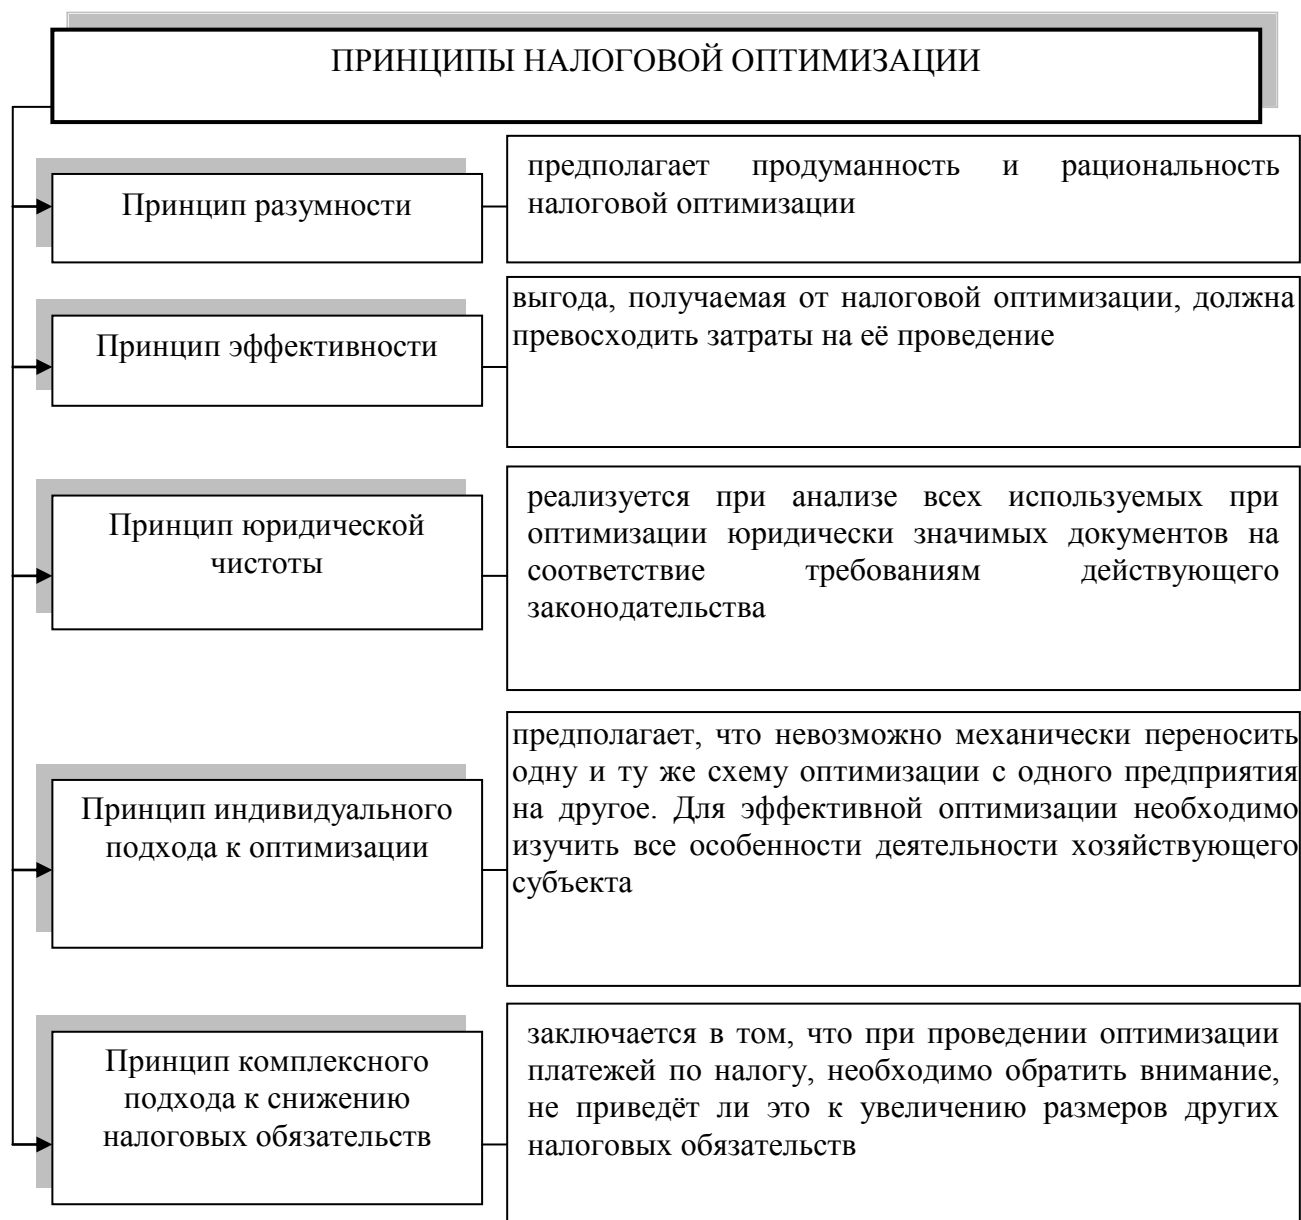 ПРИНЦИПЫ НАЛОГОВОЙ ОПТИМИЗАЦИИ
Принцип разумности
предполагает продуманность и рациональность
налоговой оптимизации
Принцип эффективности
выгода, получаемая от налоговой оптимизации, должна
превосходить затраты на её проведение
Принцип юридической
чистоты
реализуется при анализе всех используемых при
оптимизации юридически значимых документов на
соответствие требованиям действующего
законодательства
Принцип индивидуального
подхода к оптимизации
предполагает, что невозможно механически переносить
одну и ту же схему оптимизации с одного предприятия
на другое. Для эффективной оптимизации необходимо
изучить все особенности деятельности хозяйствующего
субъекта
Принцип комплексного
подхода к снижению
налоговых обязательств
заключается в том, что при проведении оптимизации
платежей по налогу, необходимо обратить внимание,
не приведёт ли это к увеличению размеров других
налоговых обязательств